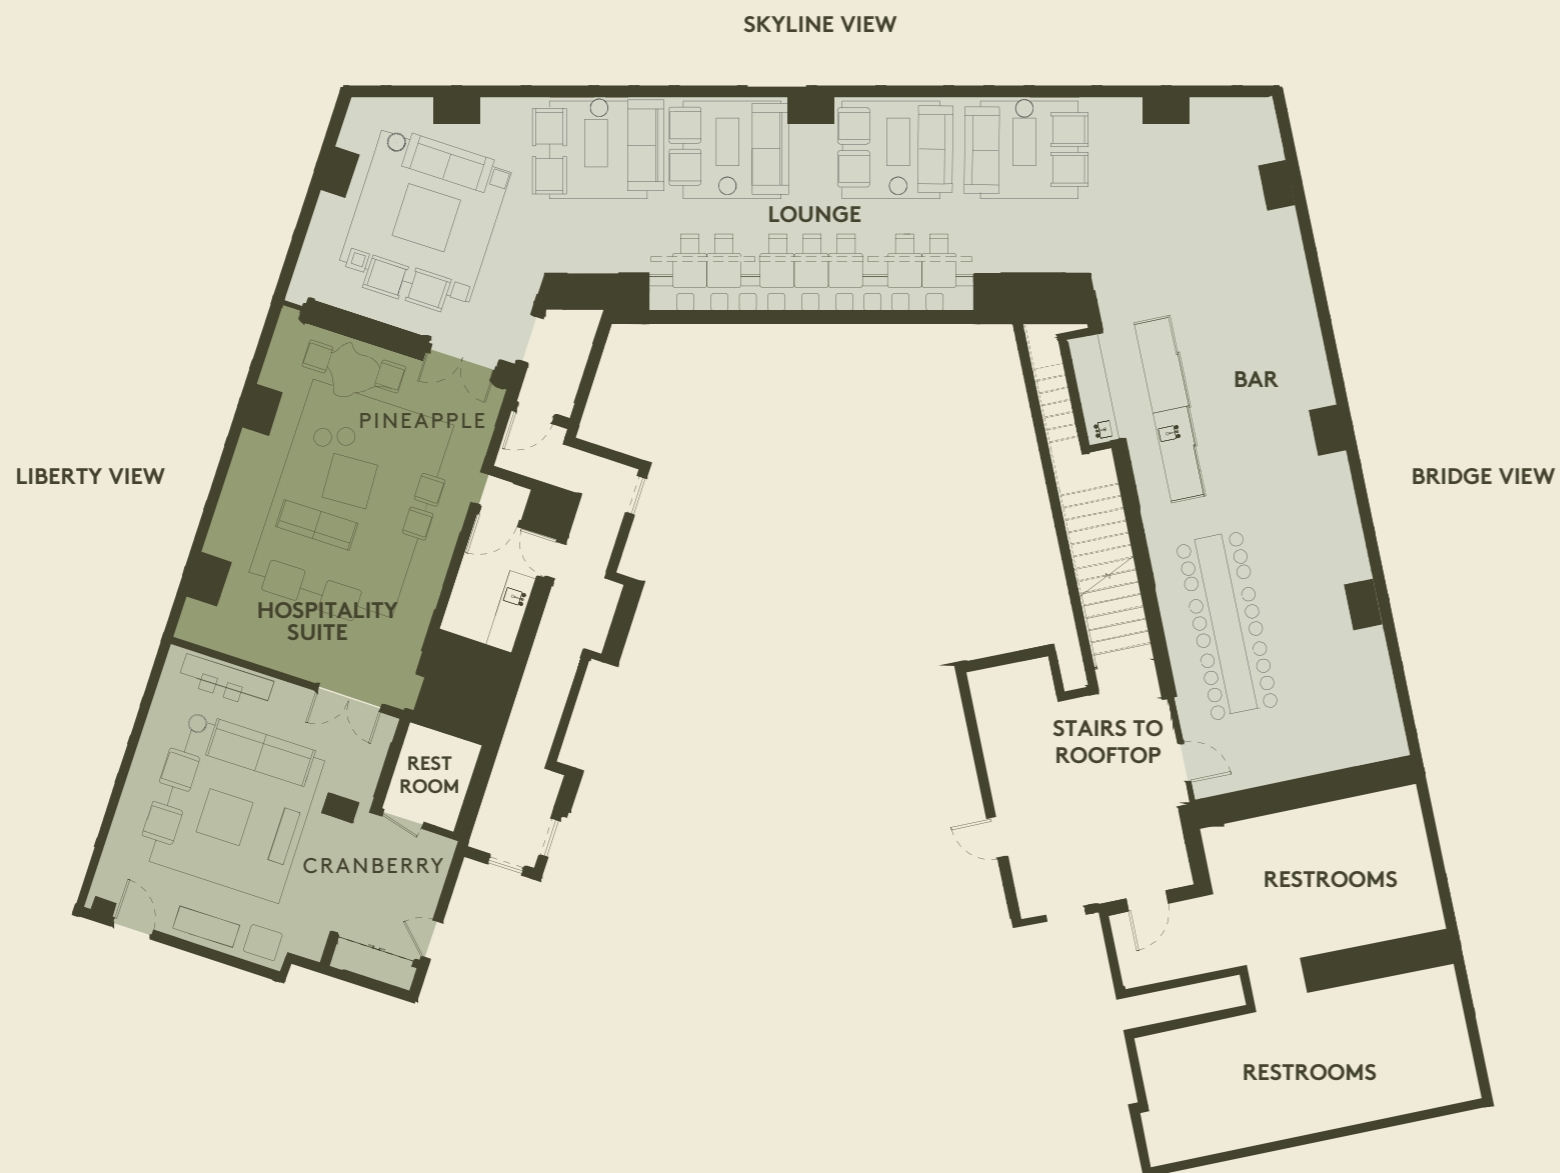 SKYLINE VIEW
LOUNGE
BAR
PINEAPPLE
LIBERTY VIEW
BRIDGE VIEW
HOSPITALITY
SUITE
STAIRS TO
ROOFTOP
REST
ROOM
CRANBERRY
RESTROOMS
RESTROOMS